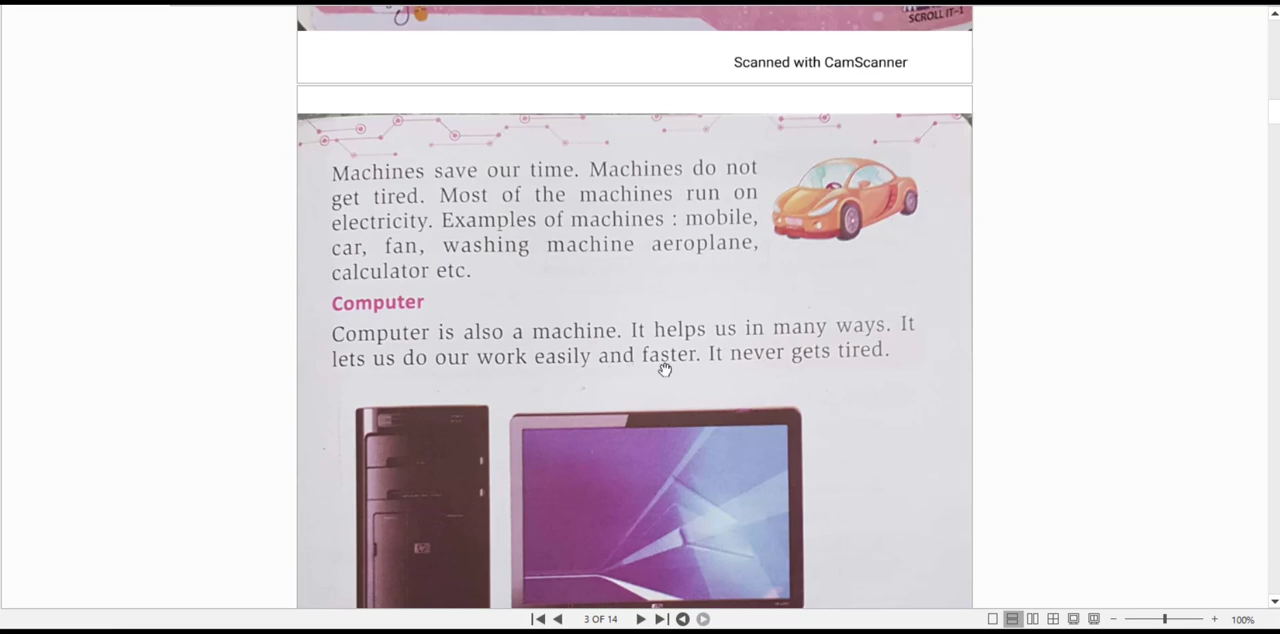 SCROLL IT-1
Scanned with CamScanner
Machines save our time. Machines do not
get tired. Most of the machines run on
electricity. Examples of machines : mobile,
car, fan, washing machine aeroplane,
calculator etc.
Computer
Computer is also a machine. It helps us in many ways. It
lets us do our work easily and faster. It never gets tired.
hp
3 OF 14
100%